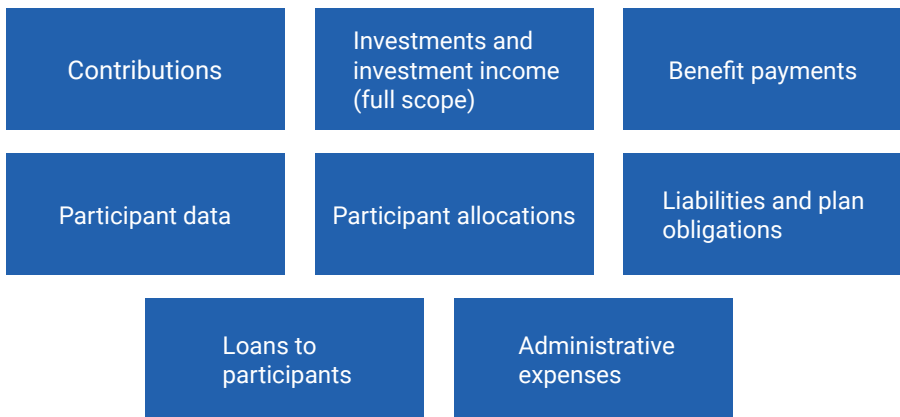 Contributions
Investments and
investment income
(full scope)
Benefit payments
Participant data
Participant allocations
Liabilities and plan
obligations
Loans to
participants
Administrative
expenses